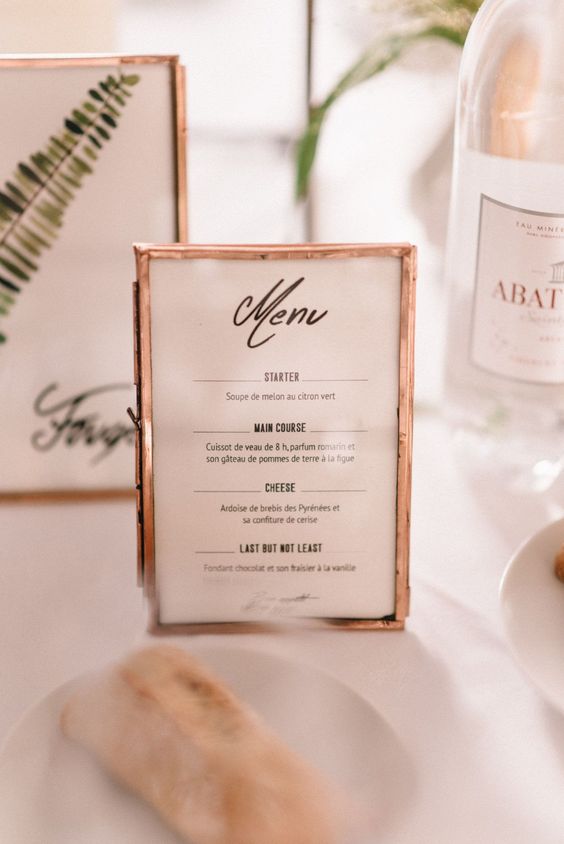 EAU MINÉR
ABAT
Menu
STARTER
Soupe de melon au citron vert
MAIN COURSE
Cuissot de veau de 8 h, parfum romarin et
son gâteau de pommes de terre à la figue
CHEESE
Ardoise de brebis des Pyrénées et
sa confiture de cerise
LAST BUT NOT LEAST
Fondant chocolat et son fraisier à la vanille